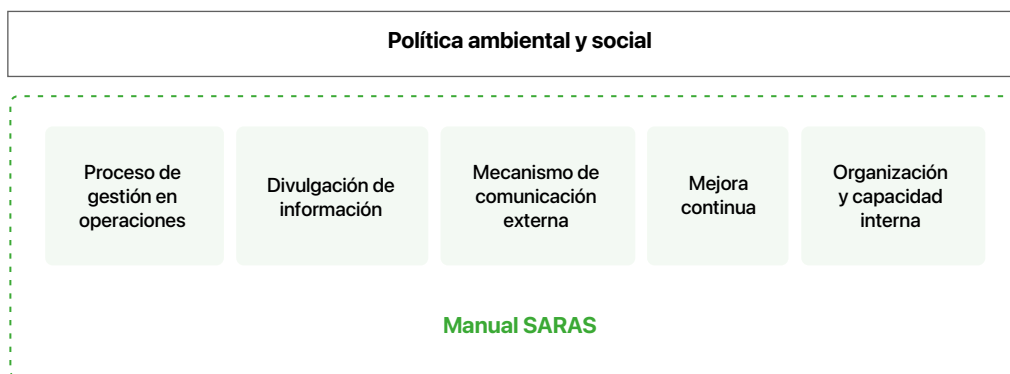 Política ambiental y social
Proceso de
gestión en
operaciones
Divulgación de
información
Mecanismo de
comunicación
externa
Mejora
continua
Organización
y capacidad
interna
Manual SARAS